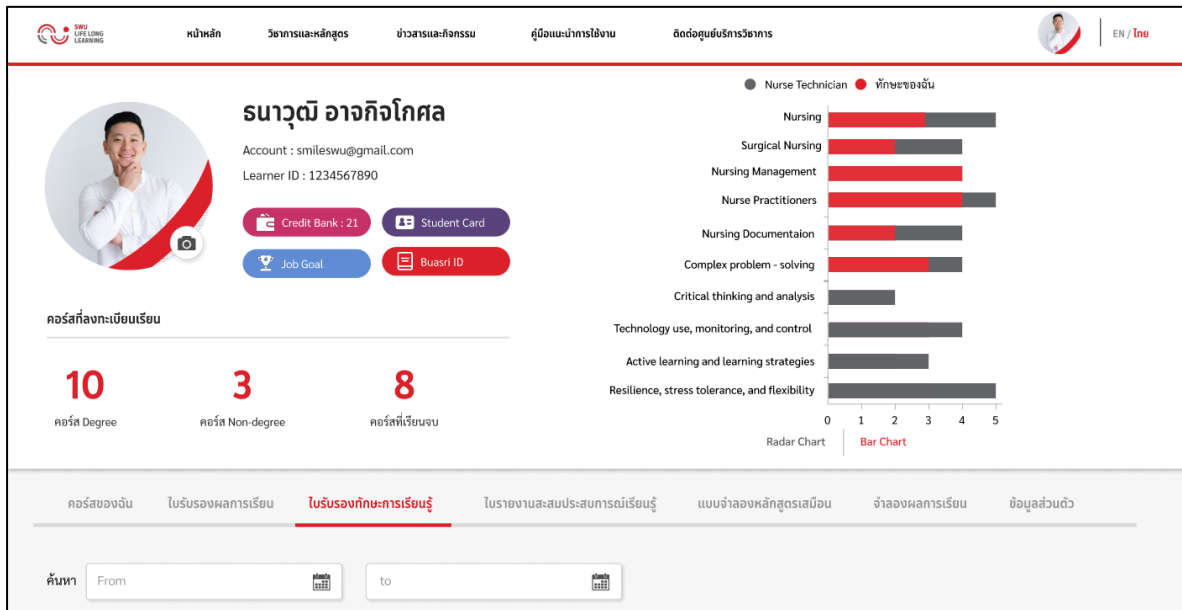 SWU
LIFE LONG
LEARNING
หน้าหลัก
วิชาการและหลักสูตร
ข่าวสารและกิจกรรม
คู่มือแนะนำการใช้งาน
ติดต่อศูนย์บริการวิชาการ
EN / ไทย
ธนาวุฒิ อาจกิจโกศล
Account : smileswu@gmail.com
Learner ID : 1234567890
Credit Bank : 21
Student Card
Job Goal
Buasri ID
คอร์สที่ลงทะเบียนเรียน
10
3
8
คอร์ส Degree
คอร์ส Non-degree
คอร์สที่เรียนจบ
Nurse Technician
ทักษะของฉัน
Nursing
Surgical Nursing
Nursing Management
Nurse Practitioners
Nursing Documentaion
Complex problem - solving
Critical thinking and analysis
Technology use, monitoring, and control
Active learning and learning strategies
Resilience, stress tolerance, and flexibility
0 1 2 3 4 5
Radar Chart
Bar Chart
คอร์สของฉัน
ใบรับรองผลการเรียน
ใบรับรองทักษะการเรียนรู้
ใบรายงานสะสมประสบการณ์เรียนรู้
แบบจำลองหลักสูตรเสมือน
จำลองผลการเรียน
ข้อมูลส่วนตัว
ค้นหา
From
to